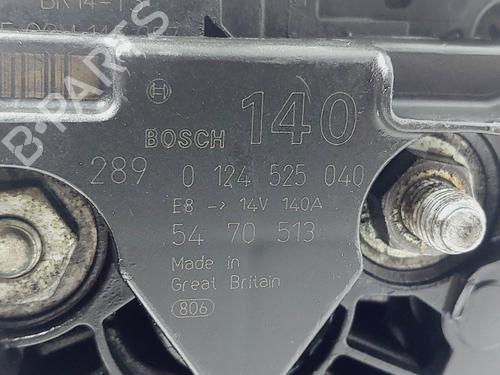 BOSCH 140
289 0 124 525 040
E8 -> 14V 140A
54 70 513
Made in
Great Britain
806
B-PARTS